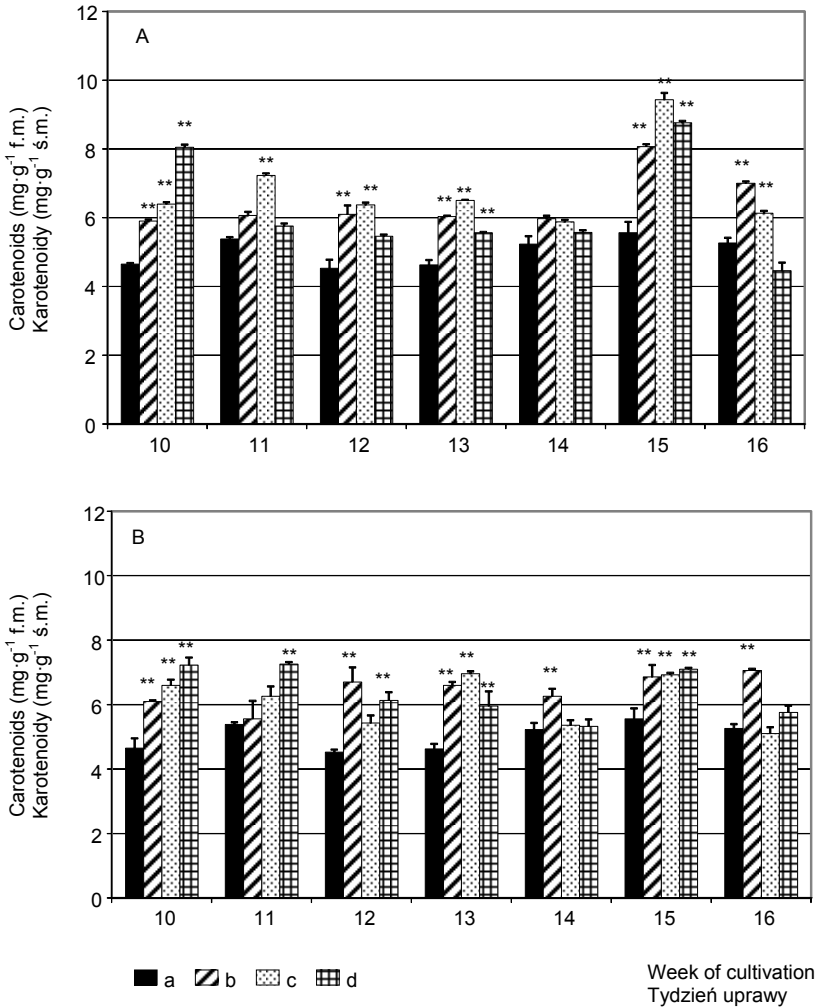 12
A
10
8
6
4
2
0
Carotenoids (mg·g-1 f.m.)
Karotenoidy (mg·g-1 ś.m.)
** ** **
**
** **
** ** **
** ** **
** **
10 11 12 13 14 15 16
12
B
10
8
6
4
2
0
Carotenoids (mg·g-1 f.m.)
Karotenoidy (mg·g-1 ś.m.)
** ** **
**
** **
** ** **
**
** ** **
**
10 11 12 13 14 15 16
a b c d
Week of cultivation
Tydzień uprawy